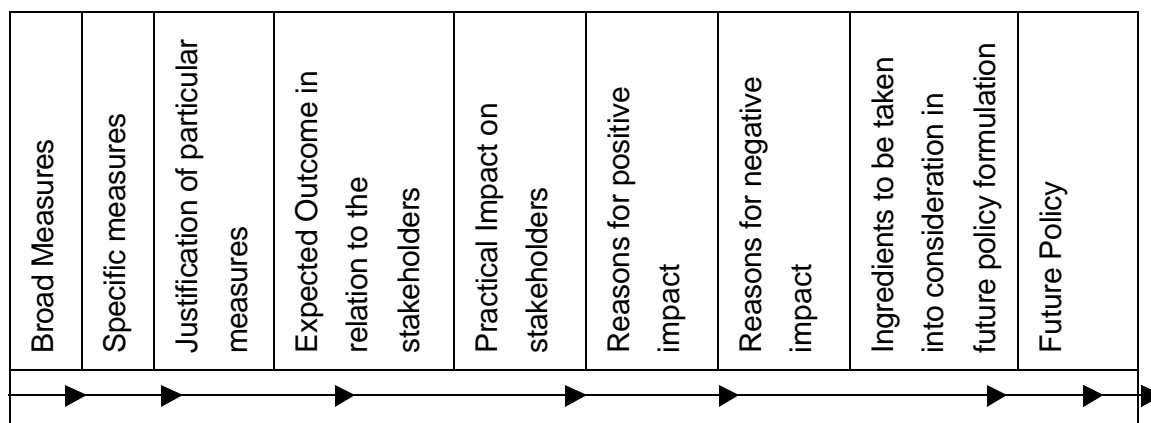 Broad Measures
Specific measures
Justification of particular
measures
Expected Outcome in
relation to the
stakeholders
Practical Impact on
stakeholders
Reasons for positive
impact
Reasons for negative
impact
Ingredients to be taken
into consideration in
future policy formulation
Future Policy